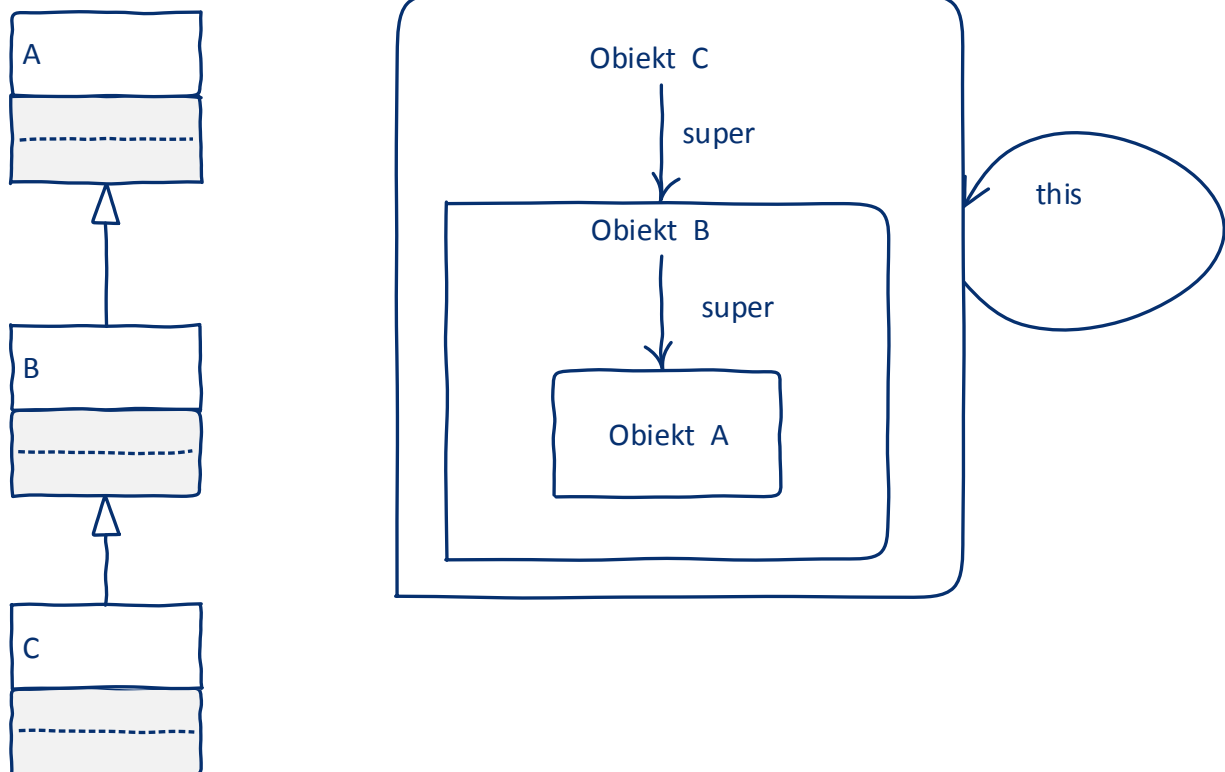 A
B
C
Obiekt C
super
Obiekt B
super
Obiekt A
this